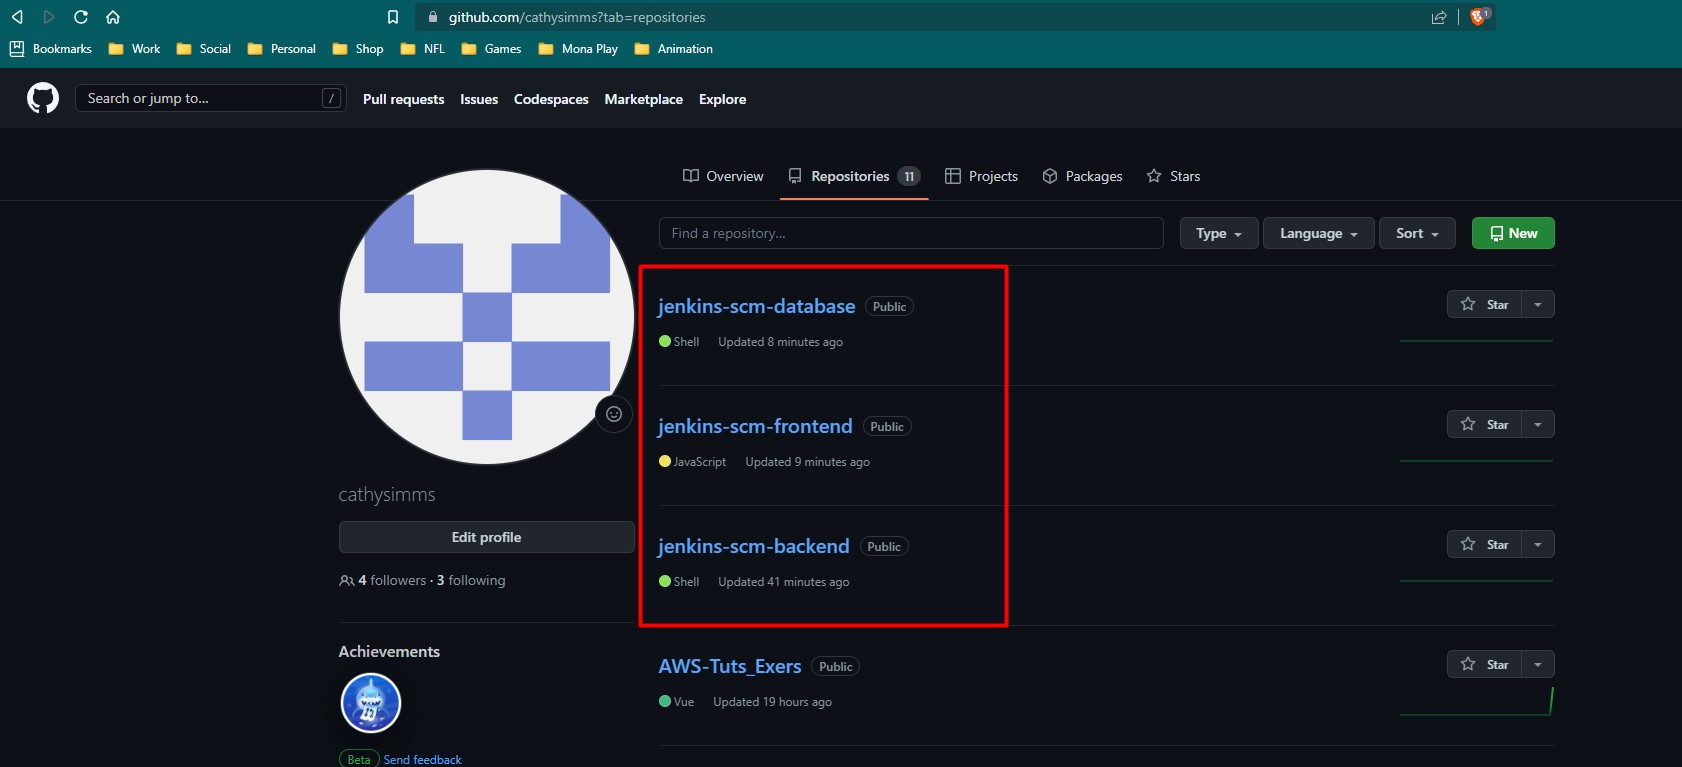 github.com/cathysimms?tab=repositories
1
Bookmarks Work Social Personal Shop NFL Games Mona Play Animation
Search or jump to... / Pull requests Issues Codespaces Marketplace Explore
Overview Repositories 11 Projects Packages Stars
Find a repository... Type Language Sort New
jenkins-scm-database Public Star
Shell Updated 8 minutes ago
jenkins-scm-frontend Public Star
JavaScript Updated 9 minutes ago
cathysimms
Edit profile
jenkins-scm-backend Public Star
4 followers · 3 following
Shell Updated 41 minutes ago
Achievements
AWS-Tuts_Exers Public Star
Vue Updated 19 hours ago
Beta Send feedback